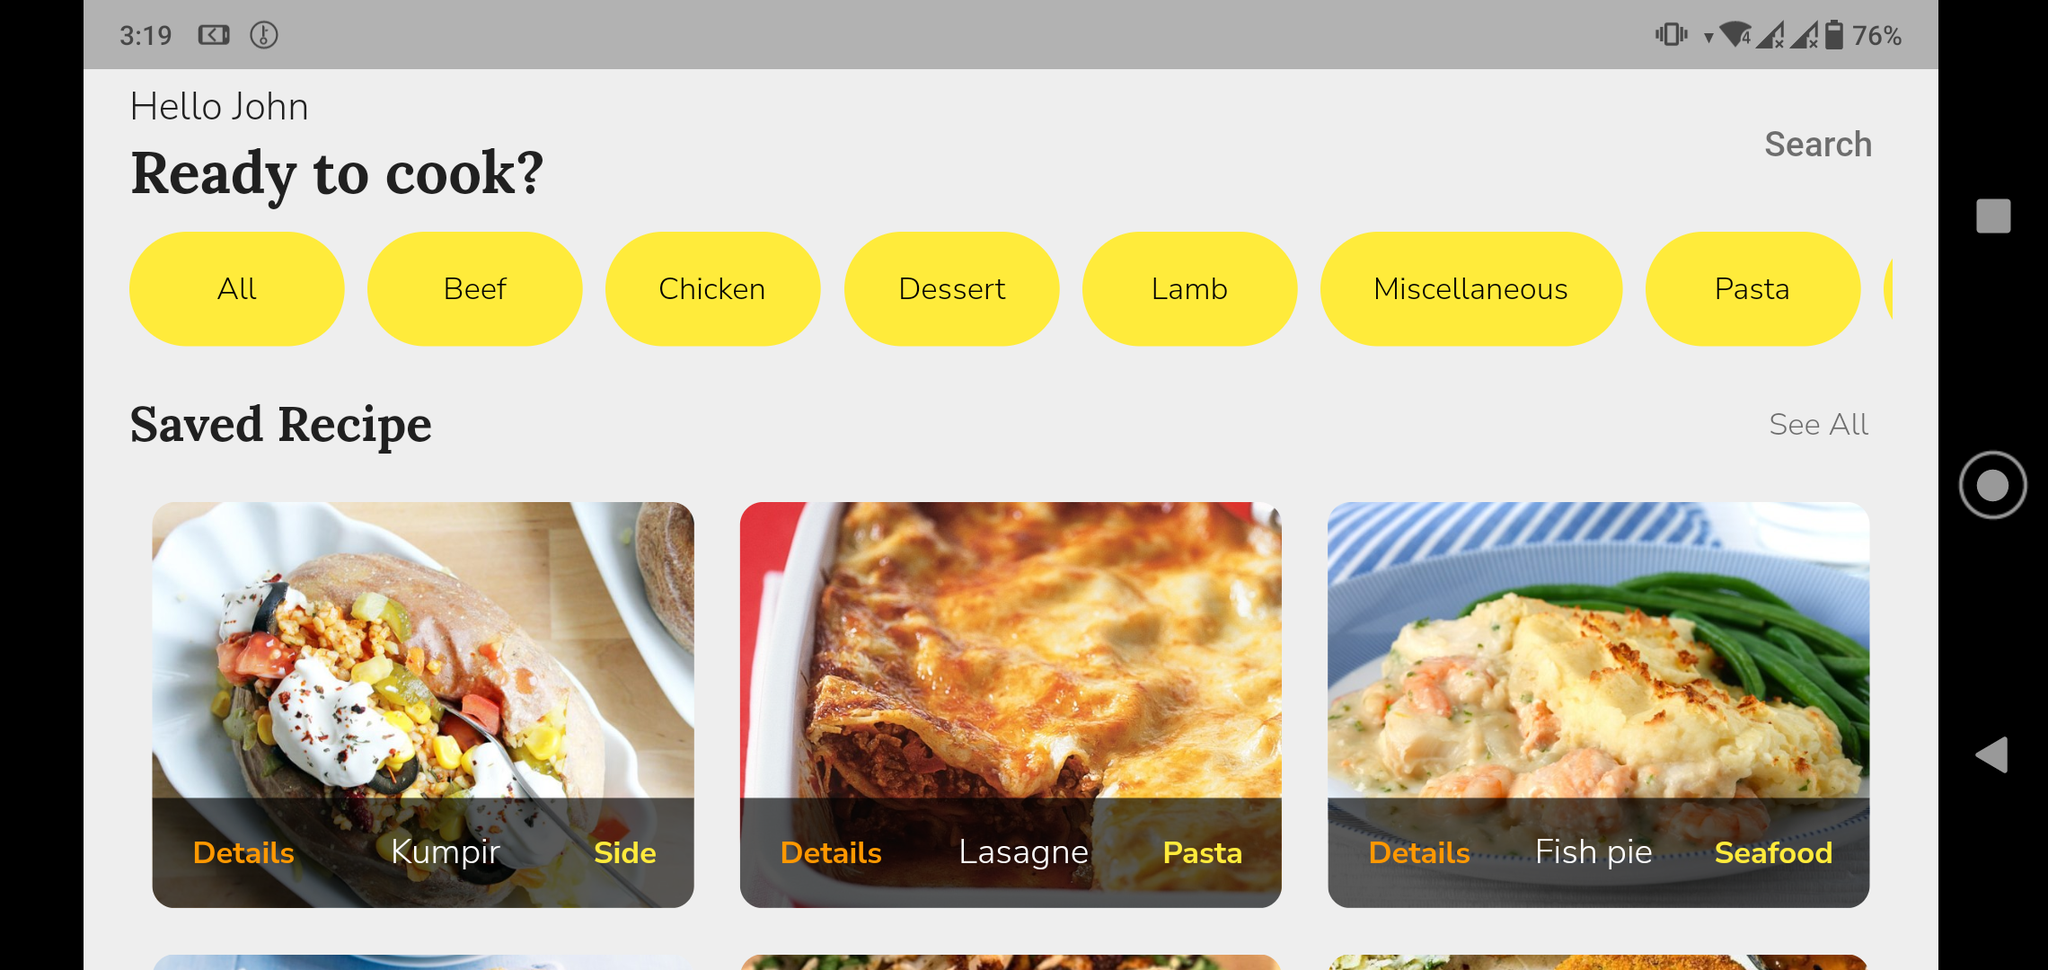 3:19
4
76%
Hello John
Ready to cook?
Search
All
Beef
Chicken
Dessert
Lamb
Miscellaneous
Pasta
Saved Recipe
See All
Details Kumpir Side
Details Lasagne Pasta
Details Fish pie Seafood